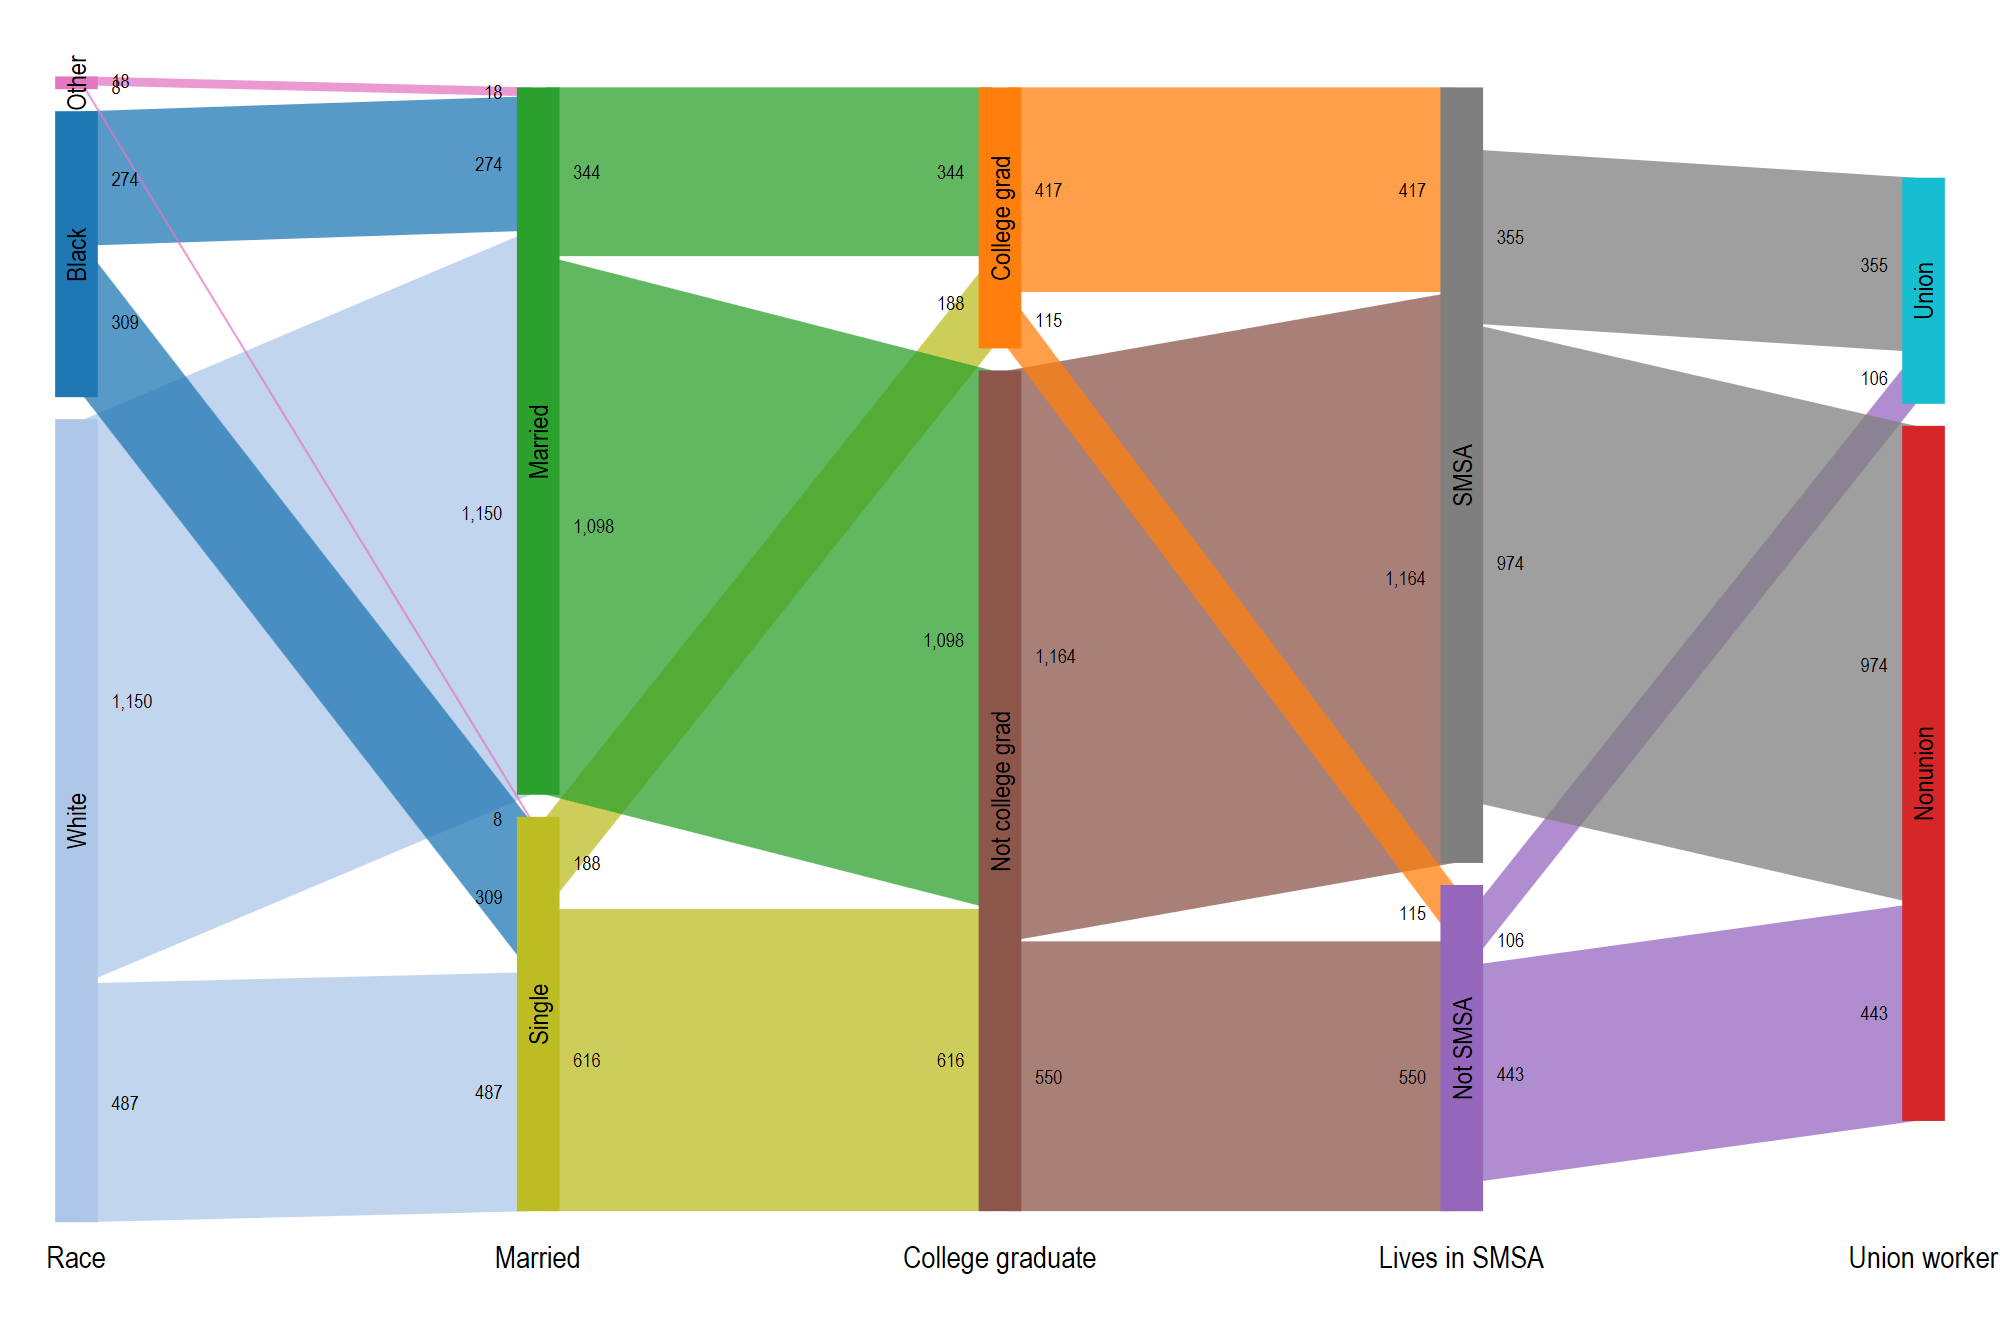 Other
18
8
Black
274
309
White
1,150
487
18
274
1,150
8
309
487
Married
Single
344
1,098
188
616
344
188
1,098
616
College grad
Not college grad
417
115
1,164
550
417
1,164
115
550
SMSA
Not SMSA
355
974
106
443
355
106
974
443
Union
Nonunion
Race
Married
College graduate
Lives in SMSA
Union worker